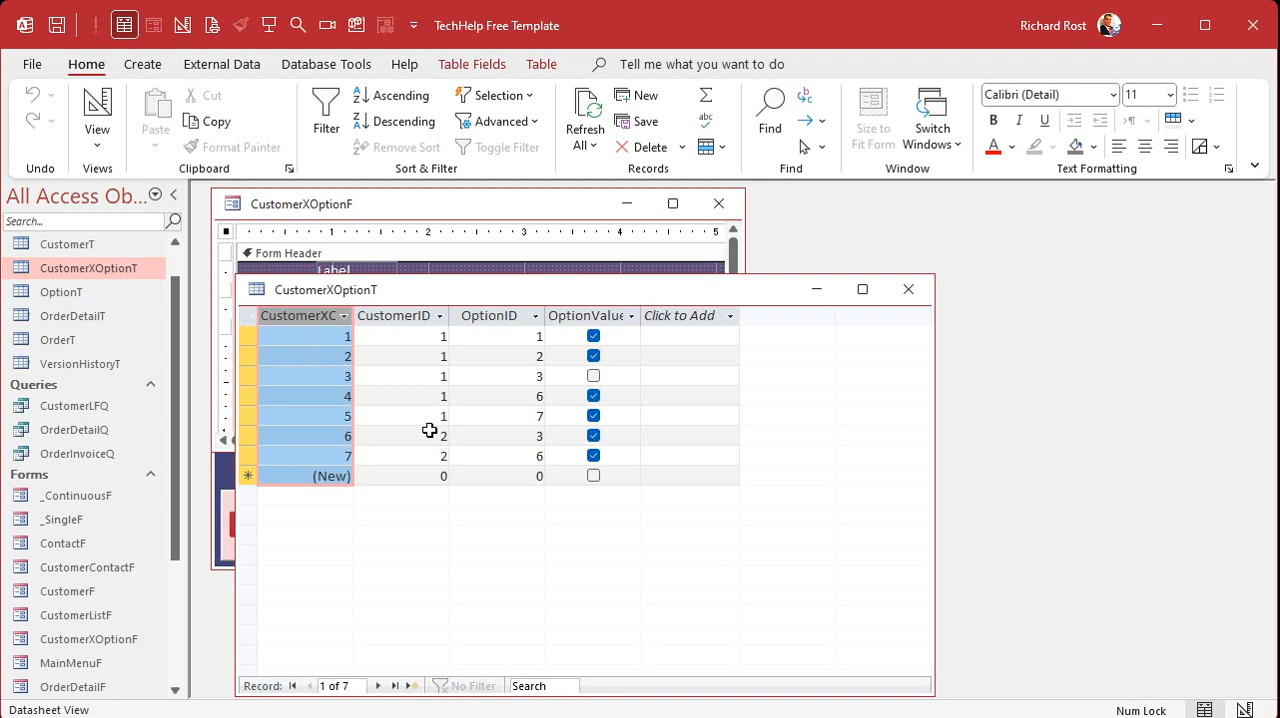 TechHelp Free Template
Richard Rost
File
Home
Create
External Data
Database Tools
Help
Table Fields
Table
Tell me what you want to do
View
Paste
Cut
Copy
Format Painter
Filter
Ascending
Descending
Remove Sort
Selection
Advanced
Toggle Filter
Refresh
All
New
Save
Delete
Find
Size to
Fit Form
Switch
Windows
Calibri (Detail)
11
B
I
U
A
Undo
Views
Clipboard
Sort & Filter
Records
Find
Window
Text Formatting
All Access Ob...
Search...
CustomerT
CustomerXOptionT
OptionT
OrderDetailT
OrderT
VersionHistoryT
Queries
CustomerLFQ
OrderDetailQ
OrderInvoiceQ
Forms
_ContinuousF
_SingleF
ContactF
CustomerContactF
CustomerF
CustomerListF
CustomerXOptionF
MainMenuF
OrderDetailF
CustomerXOptionF
1 2 3 4 5
Form Header
Label
CustomerXOptionT
CustomerXC CustomerID OptionID OptionValue Click to Add
1 1 1
2 1 2
3 1 3
4 1 6
5 1 7
6 2 3
7 2 6
(New) 0 0
Record: 1 of 7 No Filter Search
Datasheet View
Num Lock